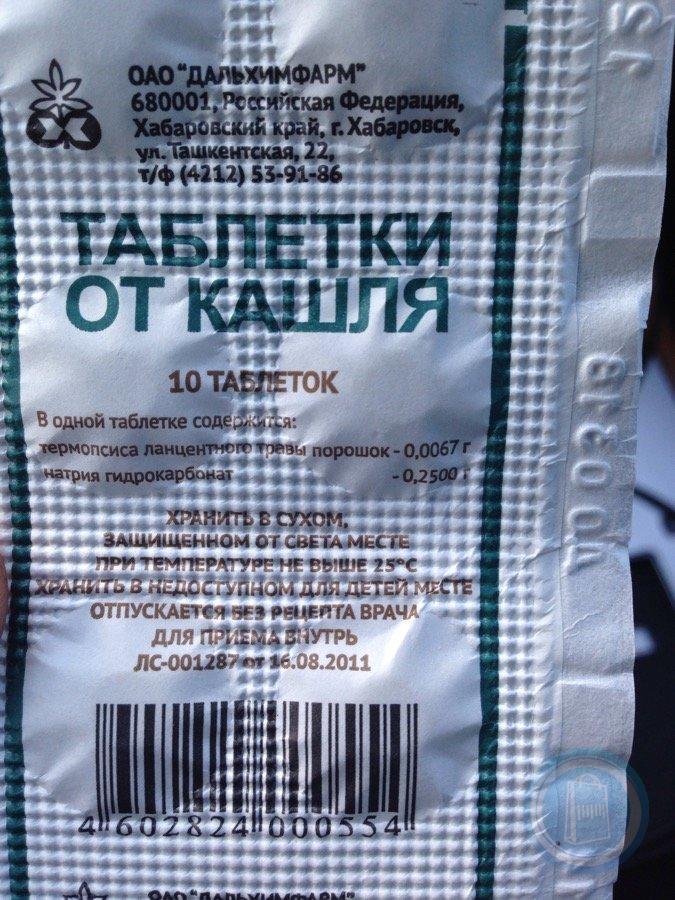 ОАО "ДАЛЬХИМФАРМ"
680001, Российская Федерация,
Хабаровский край, г. Хабаровск,
ул. Ташкентская, 22,
т/ф (4212) 53-91-86
ТАБЛЕТКИ
ОТ КАШЛЯ
10 ТАБЛЕТОК
В одной таблетке содержится:
термопсиса ланцентного травы порошок - 0,0067 г
натрия гидрокарбонат - 0,2500 г
ХРАНИТЬ В СУХОМ,
ЗАЩИЩЕННОМ ОТ СВЕТА МЕСТЕ
ПРИ ТЕМПЕРАТУРЕ НЕ ВЫШЕ 25°С
ХРАНИТЬ В НЕДОСТУПНОМ ДЛЯ ДЕТЕЙ МЕСТЕ
ОТПУСКАЕТСЯ БЕЗ РЕЦЕПТА ВРАЧА
ДЛЯ ПРИЕМА ВНУТРЬ
ЛС-001287 от 16.08.2011
4 602824 000554
ОАО "ДАЛЬХИМФАРМ"